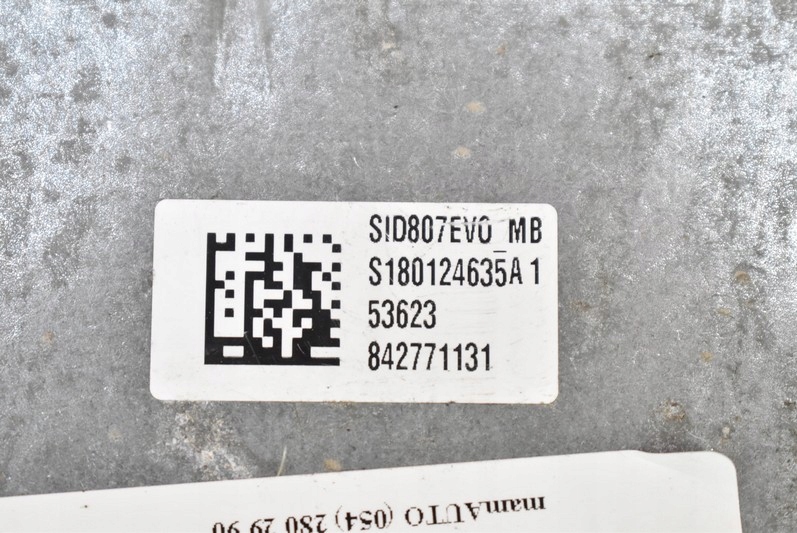 SID807EVO_MB
S180124635A 1
53623
842771131
mamAUTO (054) 280 29 90